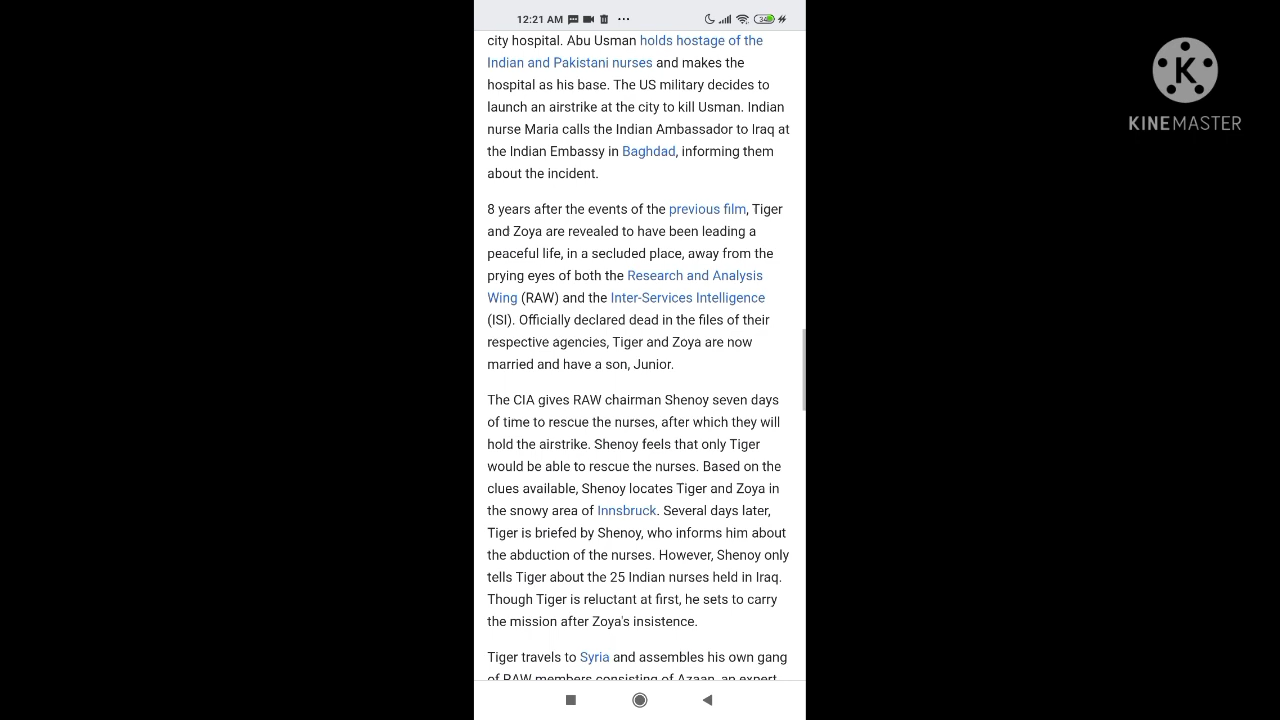 12:21 AM
34
city hospital. Abu Usman holds hostage of the
Indian and Pakistani nurses and makes the
hospital as his base. The US military decides to
launch an airstrike at the city to kill Usman. Indian
nurse Maria calls the Indian Ambassador to Iraq at
the Indian Embassy in Baghdad, informing them
about the incident.
8 years after the events of the previous film, Tiger
and Zoya are revealed to have been leading a
peaceful life, in a secluded place, away from the
prying eyes of both the Research and Analysis
Wing (RAW) and the Inter-Services Intelligence
(ISI). Officially declared dead in the files of their
respective agencies, Tiger and Zoya are now
married and have a son, Junior.
The CIA gives RAW chairman Shenoy seven days
of time to rescue the nurses, after which they will
hold the airstrike. Shenoy feels that only Tiger
would be able to rescue the nurses. Based on the
clues available, Shenoy locates Tiger and Zoya in
the snowy area of Innsbruck. Several days later,
Tiger is briefed by Shenoy, who informs him about
the abduction of the nurses. However, Shenoy only
tells Tiger about the 25 Indian nurses held in Iraq.
Though Tiger is reluctant at first, he sets to carry
the mission after Zoya's insistence.
Tiger travels to Syria and assembles his own gang
of RAW members consisting of Azaan, an expert
K
KINEMASTER